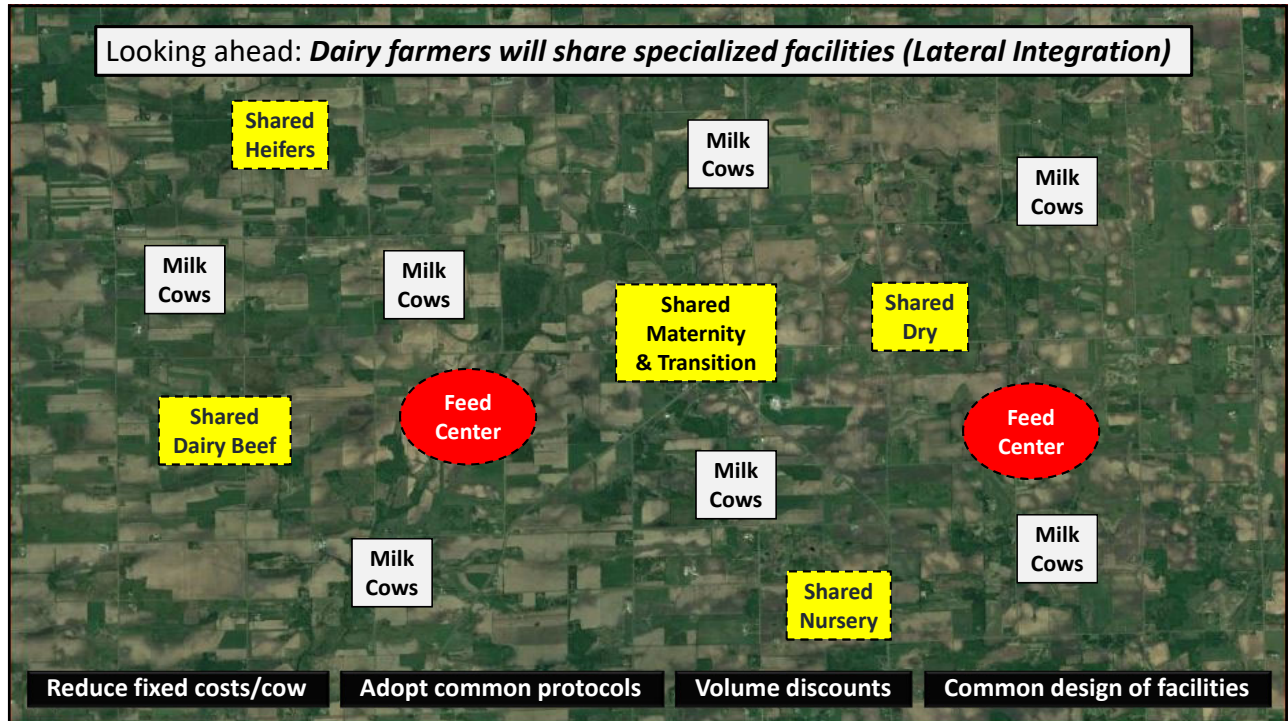 Looking ahead: Dairy farmers will share specialized facilities (Lateral Integration)
Shared
Heifers
Milk
Cows
Milk
Cows
Milk
Cows
Milk
Cows
Shared
Maternity
& Transition
Shared
Dry
Shared
Dairy Beef
Feed
Center
Feed
Center
Milk
Cows
Milk
Cows
Milk
Cows
Shared
Nursery
Reduce fixed costs/cow
Adopt common protocols
Volume discounts
Common design of facilities